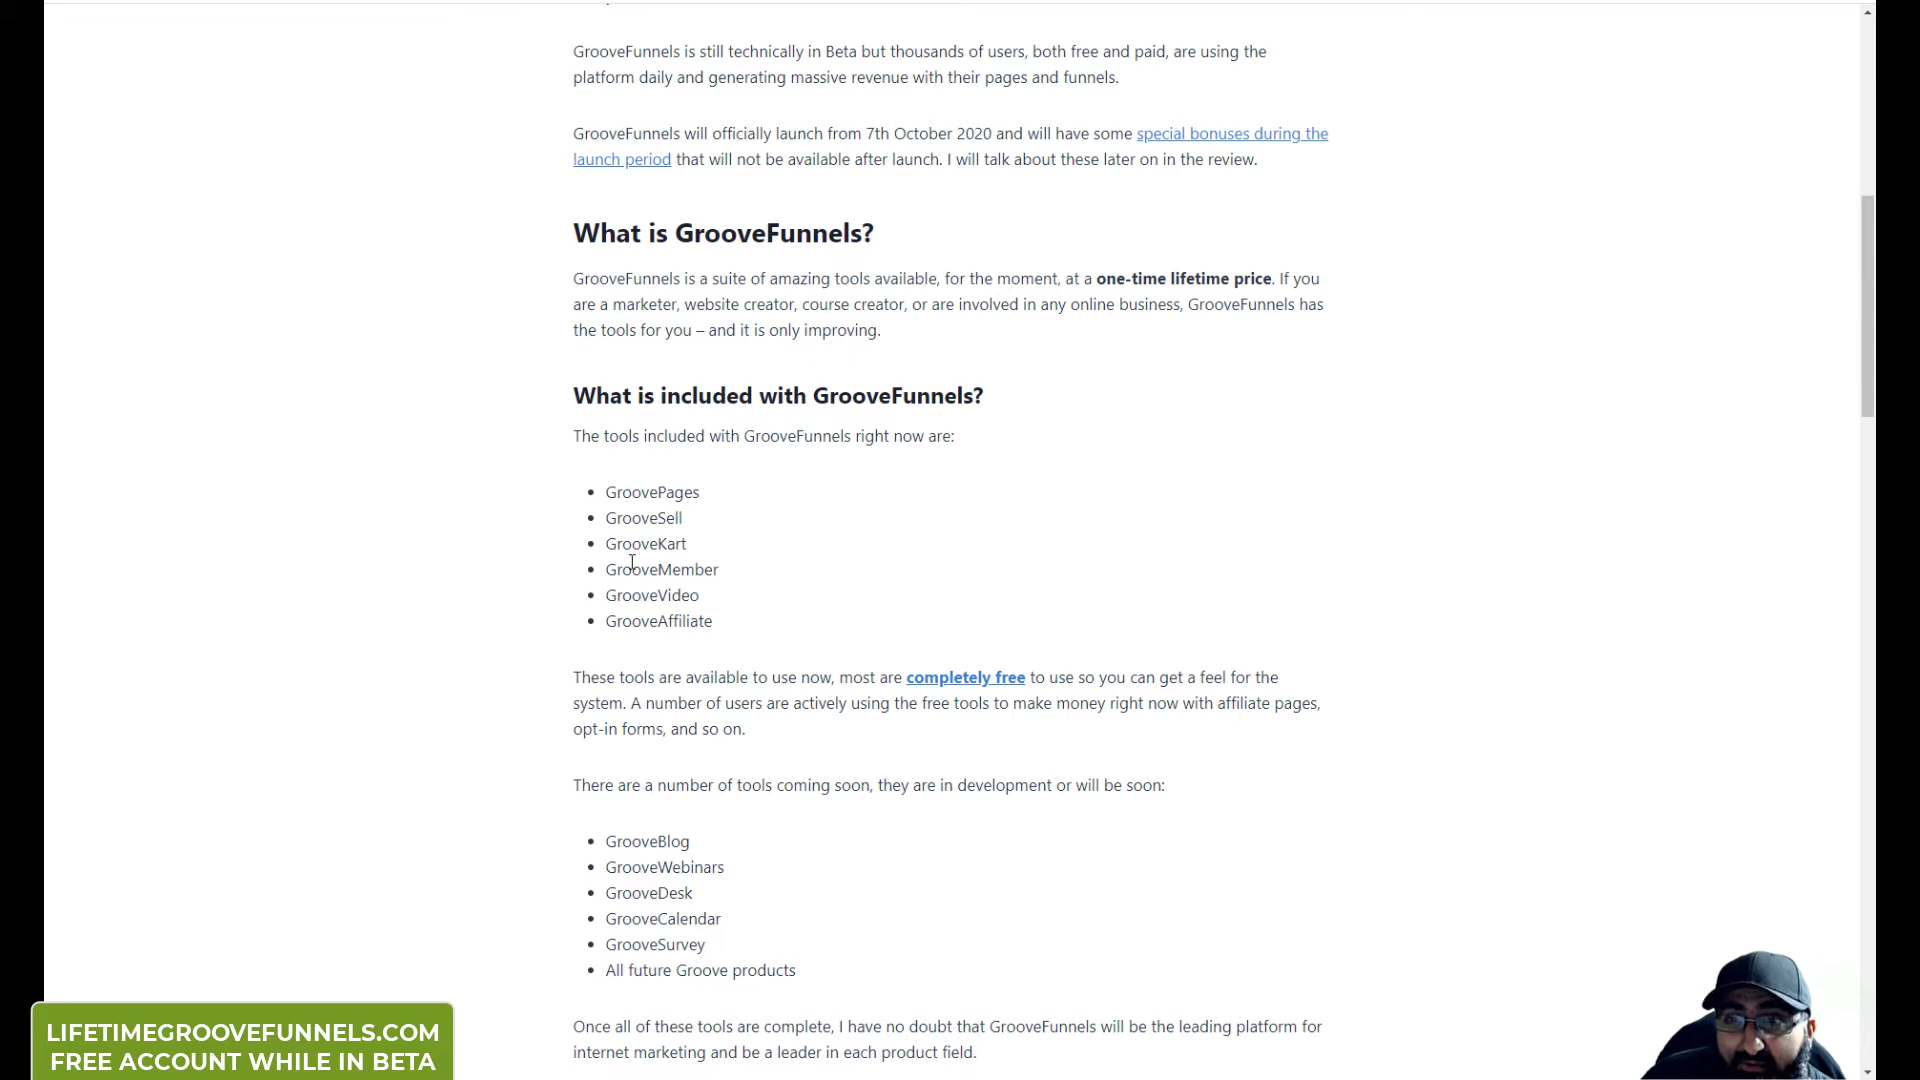 GrooveFunnels is still technically in Beta but thousands of users, both free and paid, are using the
platform daily and generating massive revenue with their pages and funnels.
GrooveFunnels will officially launch from 7th October 2020 and will have some special bonuses during the
launch period that will not be available after launch. I will talk about these later on in the review.
What is GrooveFunnels?
GrooveFunnels is a suite of amazing tools available, for the moment, at a one-time lifetime price. If you
are a marketer, website creator, course creator, or are involved in any online business, GrooveFunnels has
the tools for you – and it is only improving.
What is included with GrooveFunnels?
The tools included with GrooveFunnels right now are:
• GroovePages
• GrooveSell
• GrooveKart
• GrooveMember
• GrooveVideo
• GrooveAffiliate
These tools are available to use now, most are completely free to use so you can get a feel for the
system. A number of users are actively using the free tools to make money right now with affiliate pages,
opt-in forms, and so on.
There are a number of tools coming soon, they are in development or will be soon:
• GrooveBlog
• GrooveWebinars
• GrooveDesk
• GrooveCalendar
• GrooveSurvey
• All future Groove products
Once all of these tools are complete, I have no doubt that GrooveFunnels will be the leading platform for
internet marketing and be a leader in each product field.
LIFETIMEGROOVEFUNNELS.COM
FREE ACCOUNT WHILE IN BETA